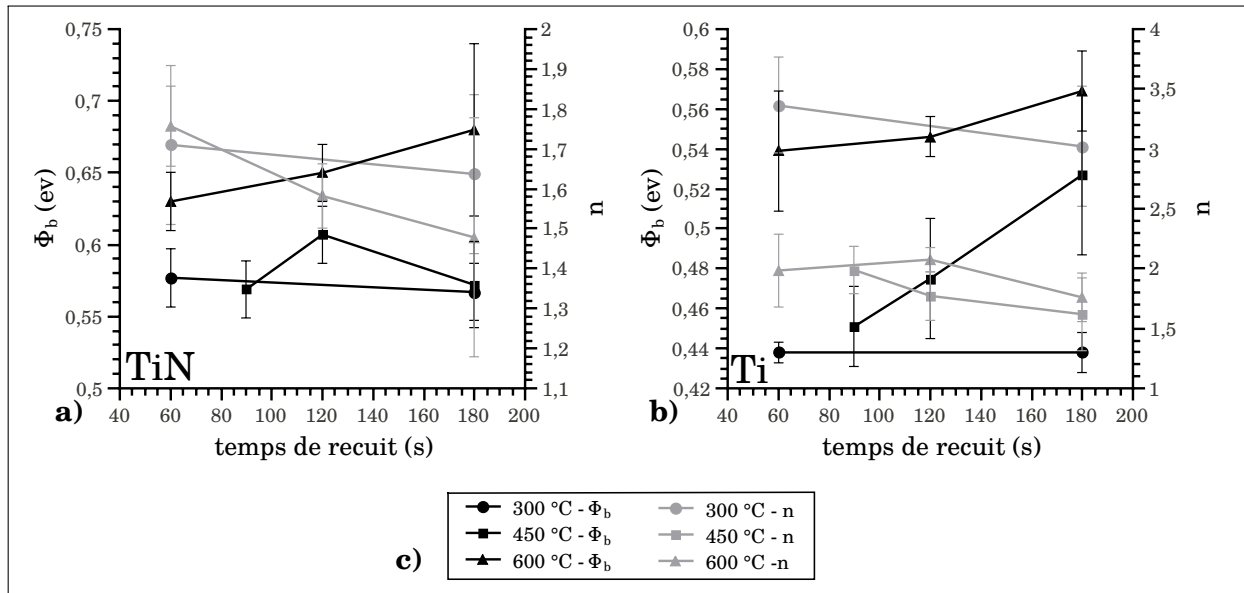 0,75
0,7
0,65
0,6
0,55
0,5
Φb (ev)
2
1,9
1,8
1,7
1,6
1,5
1,4
1,3
1,2
1,1
n
TiN
a)
40 60 80 100 120 140 160 180 200
temps de recuit (s)
0,6
0,58
0,56
0,54
0,52
0,5
0,48
0,46
0,44
0,42
Φb (ev)
4
3,5
3
2,5
2
1,5
1
n
Ti
b)
40 60 80 100 120 140 160 180 200
temps de recuit (s)
c)
300 °C - Φb 300 °C - n
450 °C - Φb 450 °C - n
600 °C - Φb 600 °C -n